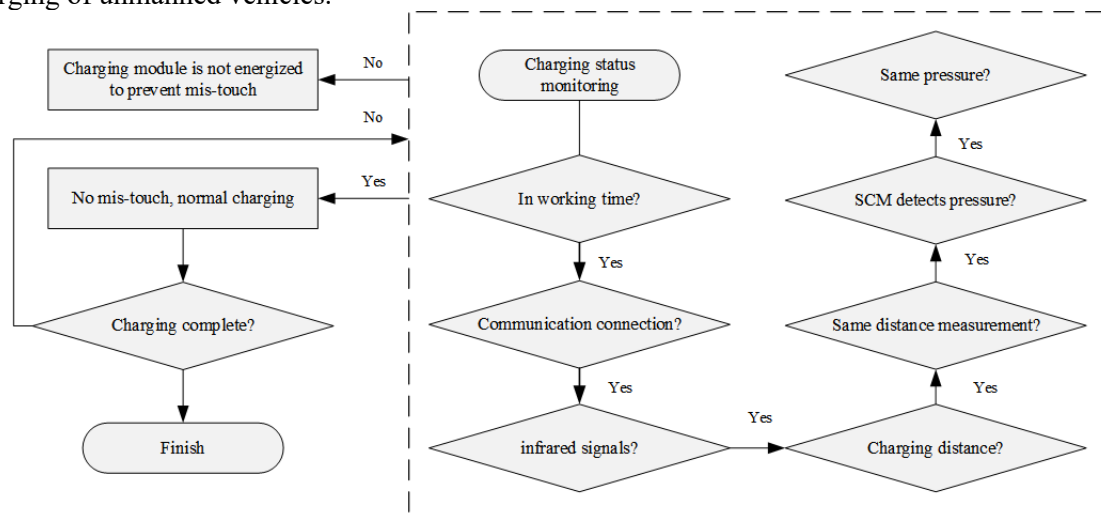 arging of unmanned vehicles.
Charging module is not energized
to prevent mis-touch
No
No
No mis-touch, normal charging
Yes
Charging complete?
Finish
Charging status
monitoring
In working time?
Yes
Communication connection?
Yes
infrared signals?
Yes
Same pressure?
Yes
SCM detects pressure?
Yes
Same distance measurement?
Yes
Charging distance?